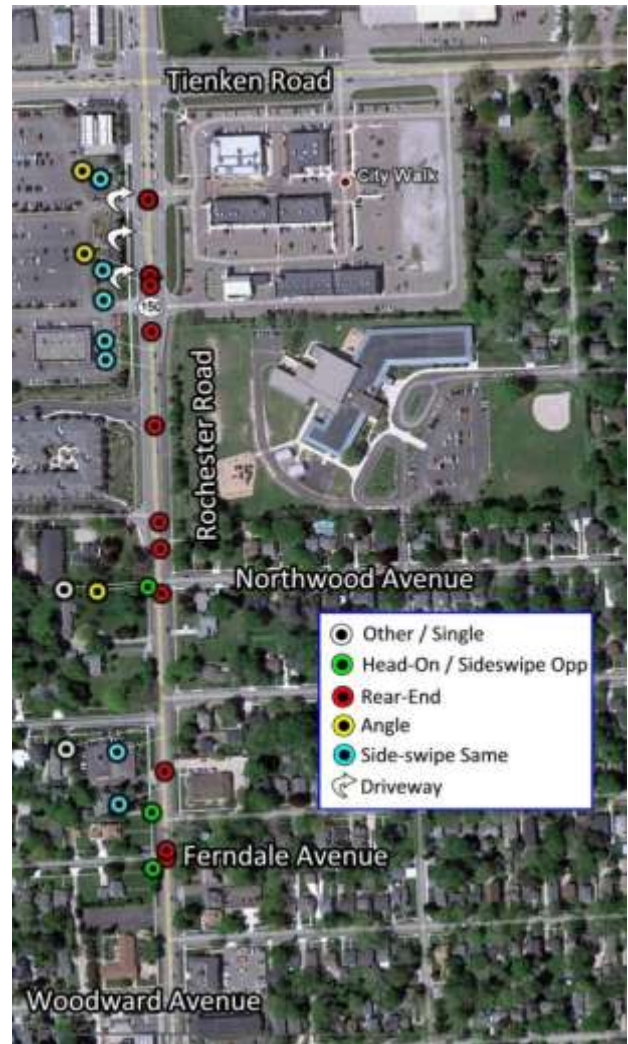 Tienken Road
City Walk
150
Rochester Road
Northwood Avenue
Other / Single
Head-On / Sideswipe Opp
Rear-End
Angle
Side-swipe Same
Driveway
Ferndale Avenue
Woodward Avenue